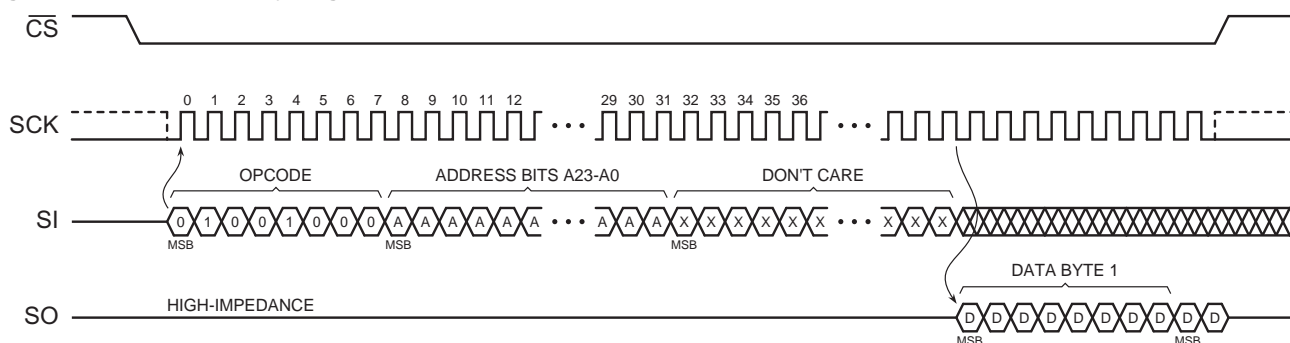 CS
0 1 2 3 4 5 6 7 8 9 10 11 12 29 30 31 32 33 34 35 36
SCK
OPCODE ADDRESS BITS A23-A0 DON'T CARE
SI 0 1 0 0 1 0 0 0 A A A A A A A A A X X X X X X X X X
MSB MSB MSB
DATA BYTE 1
HIGH-IMPEDANCE
SO D D D D D D D D D D
MSB MSB